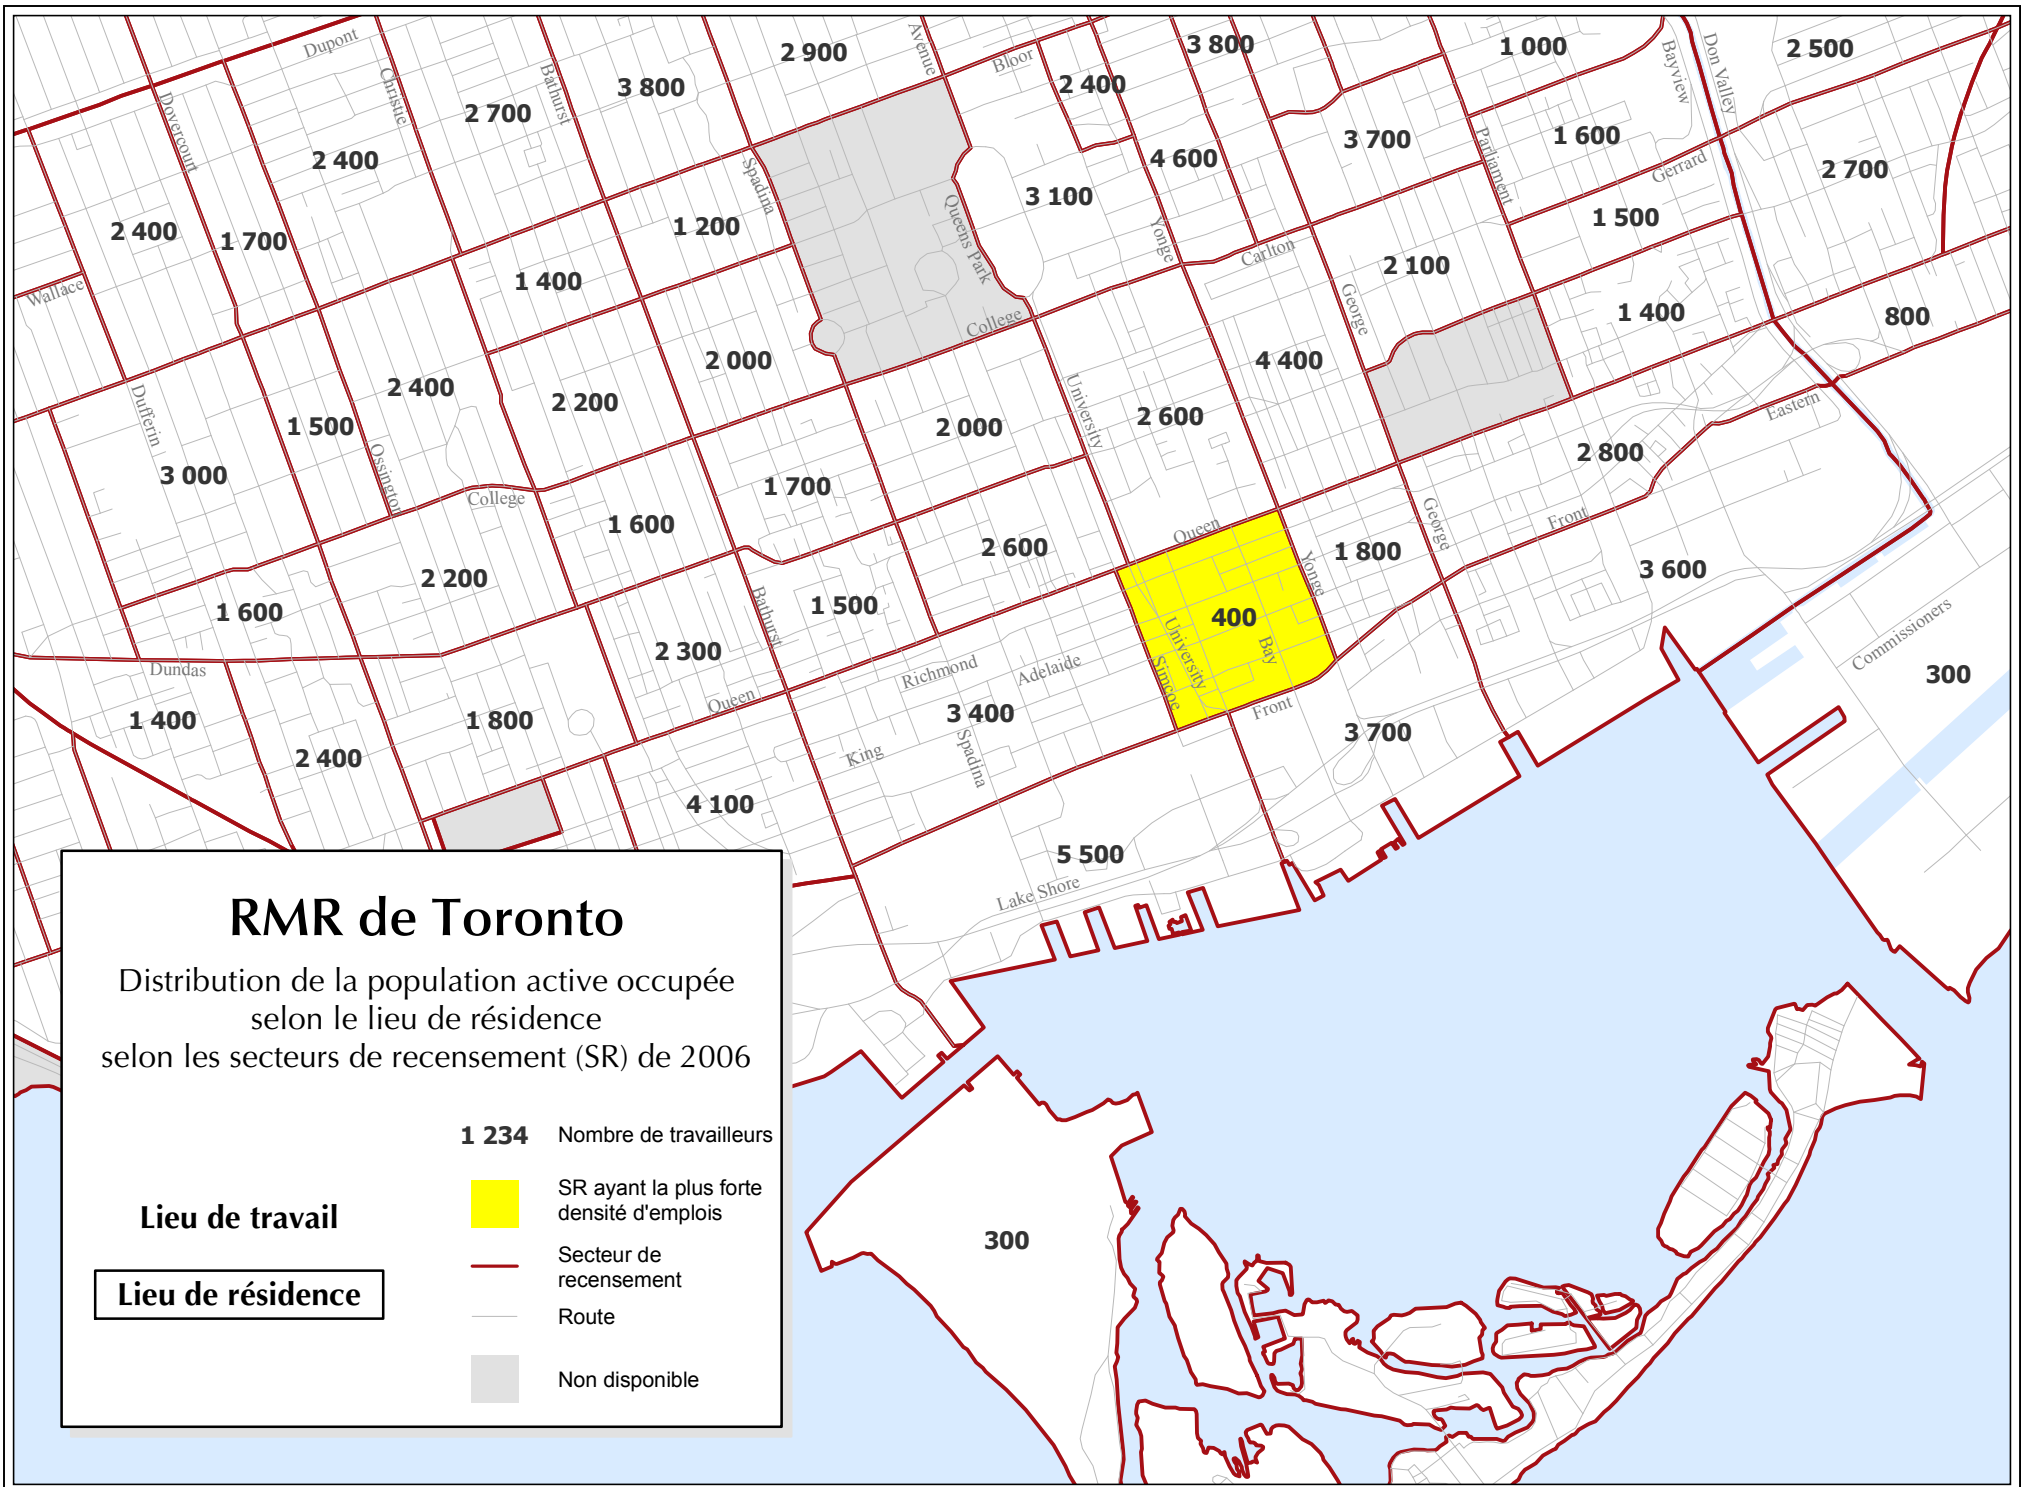 Dupont
Christie
Dovercourt
Bathurst
2 900
Avenue
Bloor
3 800
1 000
Bayview
Don Valley
2 500
3 800
2 400
2 700
2 400
Spadina
3 700
4 600
Parliament
1 600
Gerrard
2 700
2 400
1 700
1 200
Queens Park
3 100
Yonge
1 500
Wallace
1 400
Carlton
2 100
George
1 400
800
College
2 000
4 400
Dufferin
2 400
2 200
University
2 600
Eastern
1 500
2 000
2 800
3 000
Ossington
College
1 700
1 600
Queen
George
Front
2 600
1 800
Yonge
3 600
2 200
1 600
Bathurst
1 500
400
Commissioners
2 300
University
Bay
Simcoe
Dundas
Richmond
Adelaide
300
1 400
1 800
Queen
3 400
Front
3 700
2 400
King
Spadina
4 100
5 500
Lake Shore
RMR de Toronto
Distribution de la population active occupée
selon le lieu de résidence
selon les secteurs de recensement (SR) de 2006
1 234 Nombre de travailleurs
SR ayant la plus forte
densité d'emplois
Lieu de travail
Secteur de
recensement
Lieu de résidence
Route
Non disponible
300